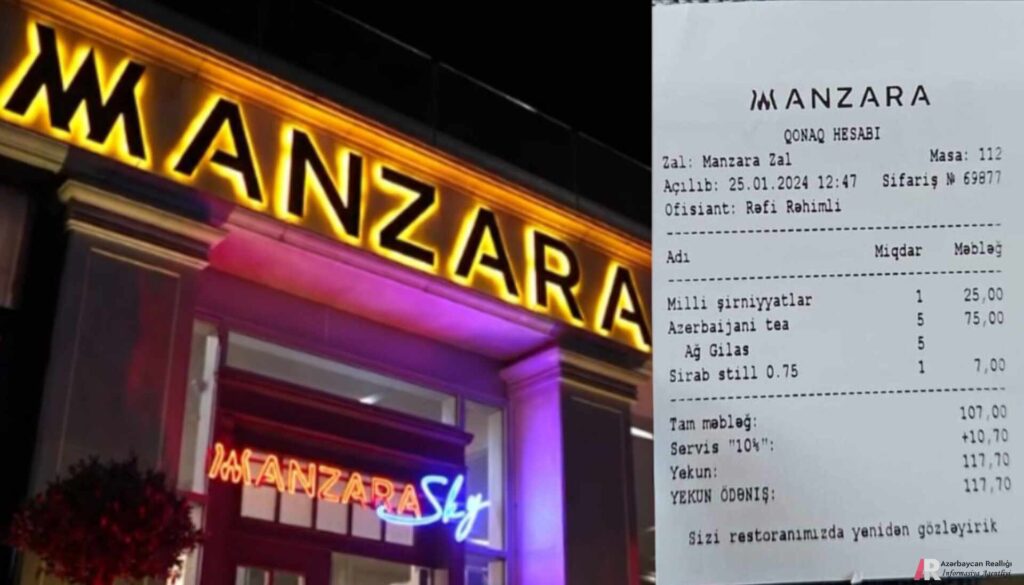 MANZARA
MANZARA Sky
MANZARA
QONAQ HESABI
Zal: Manzara Zal Masa: 112
Açılıb: 25.01.2024 12:47 Sifariş № 69877
Ofisiant: Rəfi Rəhimli
Adı Miqdar Məbləğ
Milli şirniyyatlar 1 25,00
Azerbaijani tea 5 75,00
Ağ Gilas 5
Sirab still 0.75 1 7,00
Tam məbləğ: 107,00
Servis "10%": +10,70
Yekun: 117,70
YEKUN ÖDƏNİŞ: 117,70
Sizi restoranımızda yenidən gözləyirik
AR Azərbaycan Reallığı
İnformasiya Agentliyi